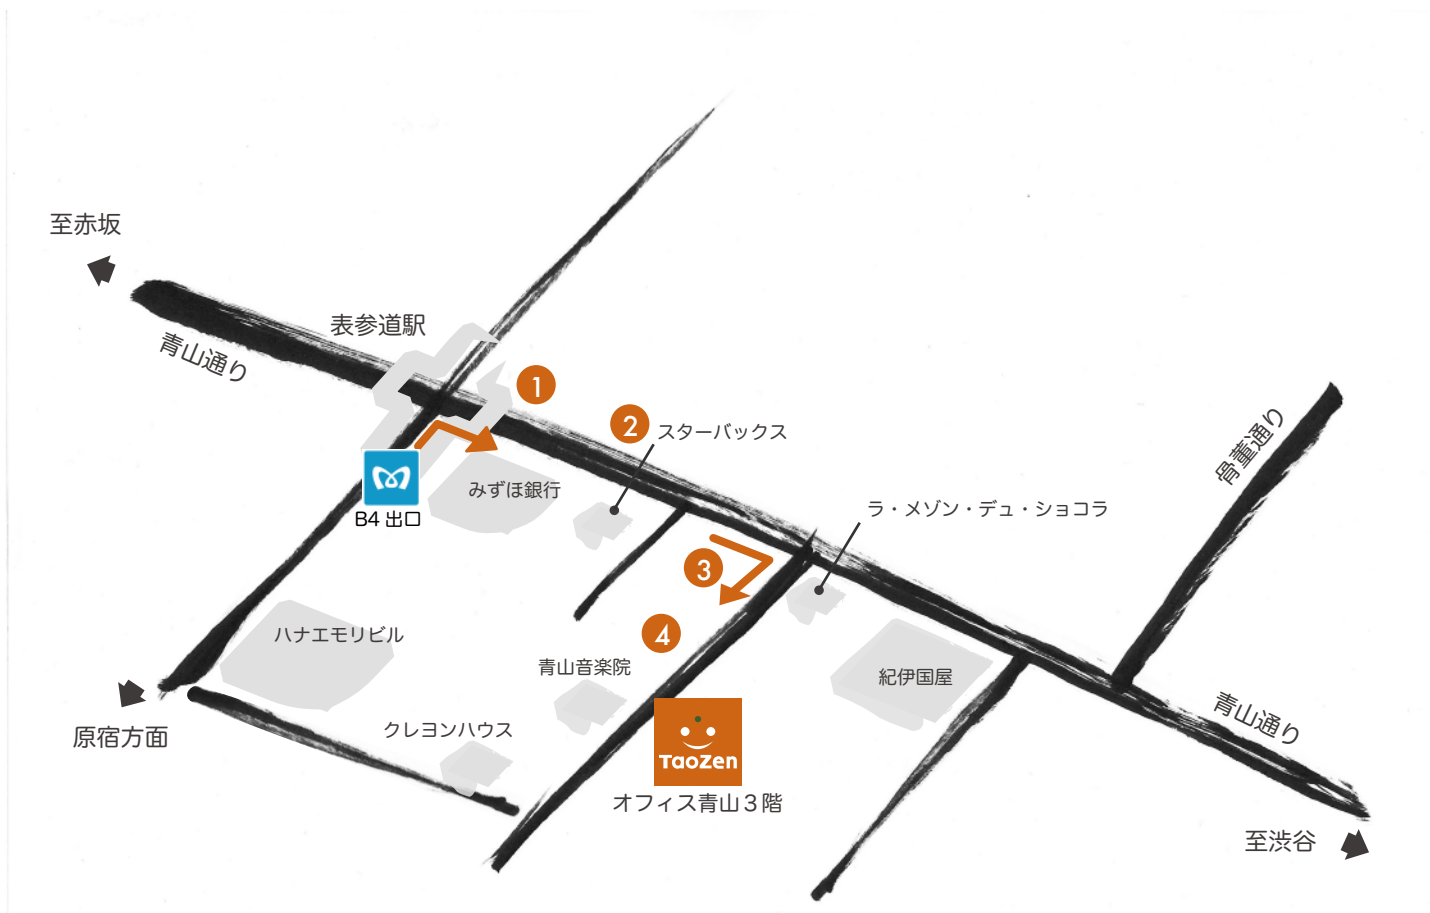 至赤坂
表参道駅
青山通り
1
2
スターバックス
みずほ銀行
B4 出口
ラ・メゾン・デュ・ショコラ
骨董通り
3
4
ハナエモリビル
青山音楽院
紀伊国屋
クレヨンハウス
原宿方面
TaoZen
オフィス青山３階
青山通り
至渋谷